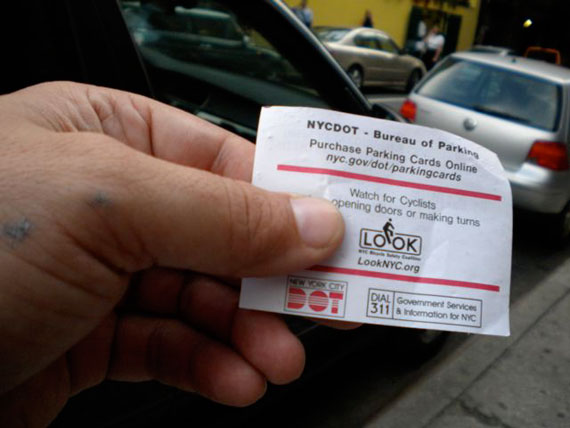 NYCDOT - Bureau of Parking
Purchase Parking Cards Online
nyc.gov/dot/parkingcards
Watch for Cyclists
opening doors or making turns
LOOK
NYC Bicycle Safety Coalition
LookNYC.org
NEW YORK CITY
DOT
DIAL
311
Government Services
& Information for NYC